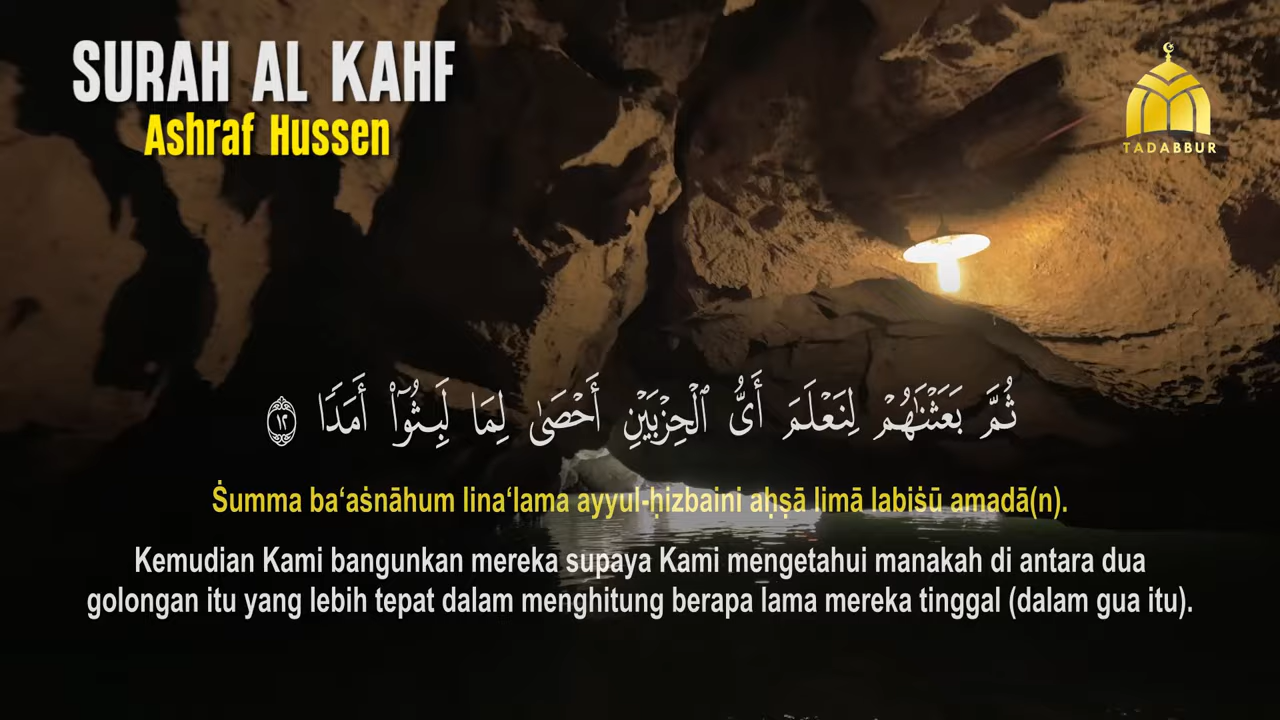 SURAH AL KAHF
Ashraf Hussen
TADABBUR
ثُمَّ بَعَثْنَٰهُمْ لِنَعْلَمَ أَىُّ ٱلْحِزْبَيْنِ أَحْصَىٰ لِمَا لَبِثُوٓا۟ أَمَدًا ١٢
Ṡumma ba‘aṡnāhum lina‘lama ayyul-ḥizbaini aḥṣā limā labiṡū amadā(n).
Kemudian Kami bangunkan mereka supaya Kami mengetahui manakah di antara dua
golongan itu yang lebih tepat dalam menghitung berapa lama mereka tinggal (dalam gua itu).